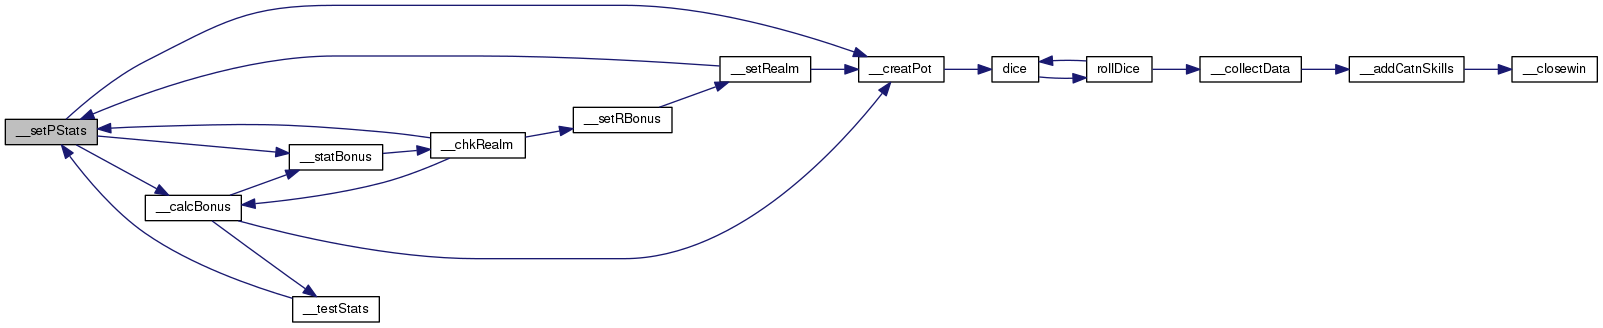 __setPStats
__calcBonus
__statBonus
__testStats
__chkRealm
__setRBonus
__setRealm
__creatPot
dice
rollDice
__collectData
__addCatnSkills
__closewin